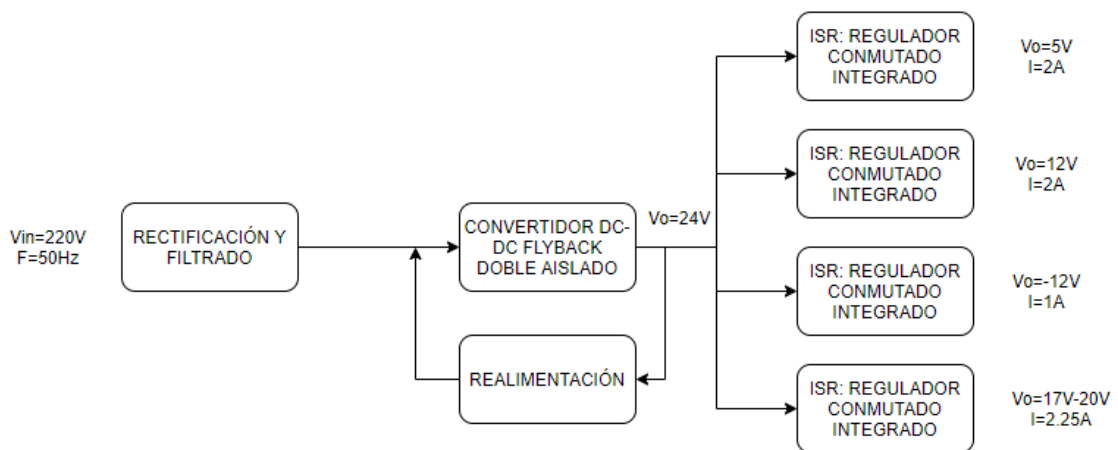 Vin=220V
F=50Hz
RECTIFICACIÓN Y
FILTRADO
CONVERTIDOR DC-
DC FLYBACK
DOBLE AISLADO
REALIMENTACIÓN
Vo=24V
ISR: REGULADOR
CONMUTADO
INTEGRADO
Vo=5V
I=2A
ISR: REGULADOR
CONMUTADO
INTEGRADO
Vo=12V
I=2A
ISR: REGULADOR
CONMUTADO
INTEGRADO
Vo=-12V
I=1A
ISR: REGULADOR
CONMUTADO
INTEGRADO
Vo=17V-20V
I=2.25A